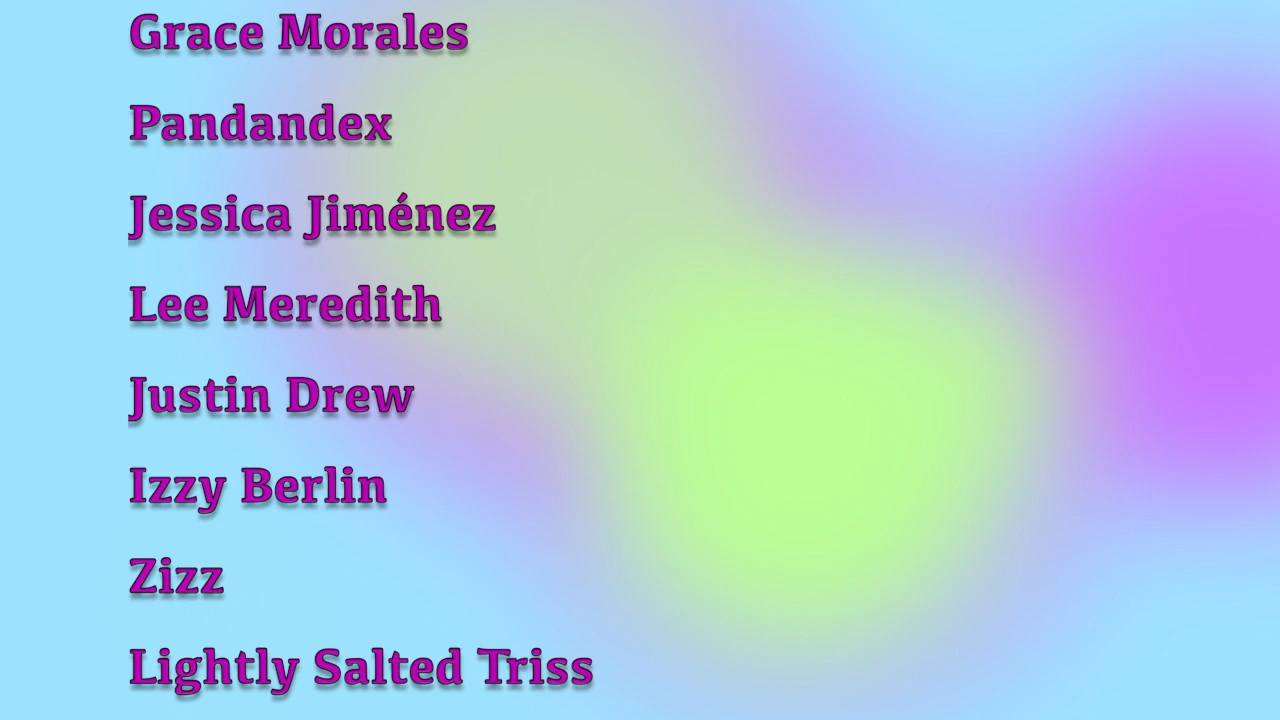 Grace Morales
Pandandex
Jessica Jiménez
Lee Meredith
Justin Drew
Izzy Berlin
Zizz
Lightly Salted Triss